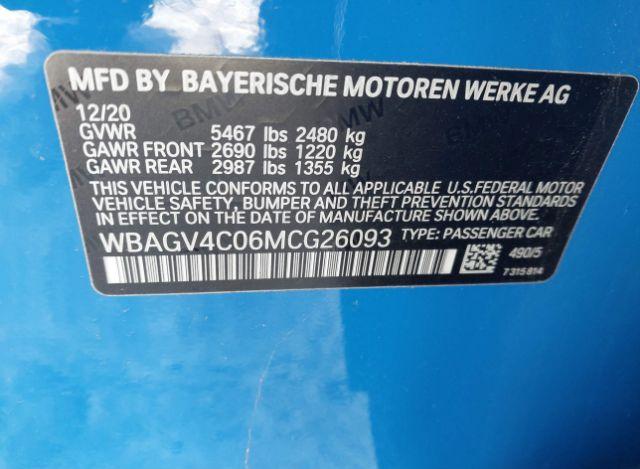 MFD BY BAYERISCHE MOTOREN WERKE AG
12/20
GVWR 5467 lbs 2480 kg
GAWR FRONT 2690 lbs 1220 kg
GAWR REAR 2987 lbs 1355 kg
THIS VEHICLE CONFORMS TO ALL APPLICABLE U.S.FEDERAL MOTOR
VEHICLE SAFETY, BUMPER AND THEFT PREVENTION STANDARDS
IN EFFECT ON THE DATE OF MANUFACTURE SHOWN ABOVE.
WBAGV4C06MCG26093 TYPE: PASSENGER CAR
490/5
7315814
BMW
BMW